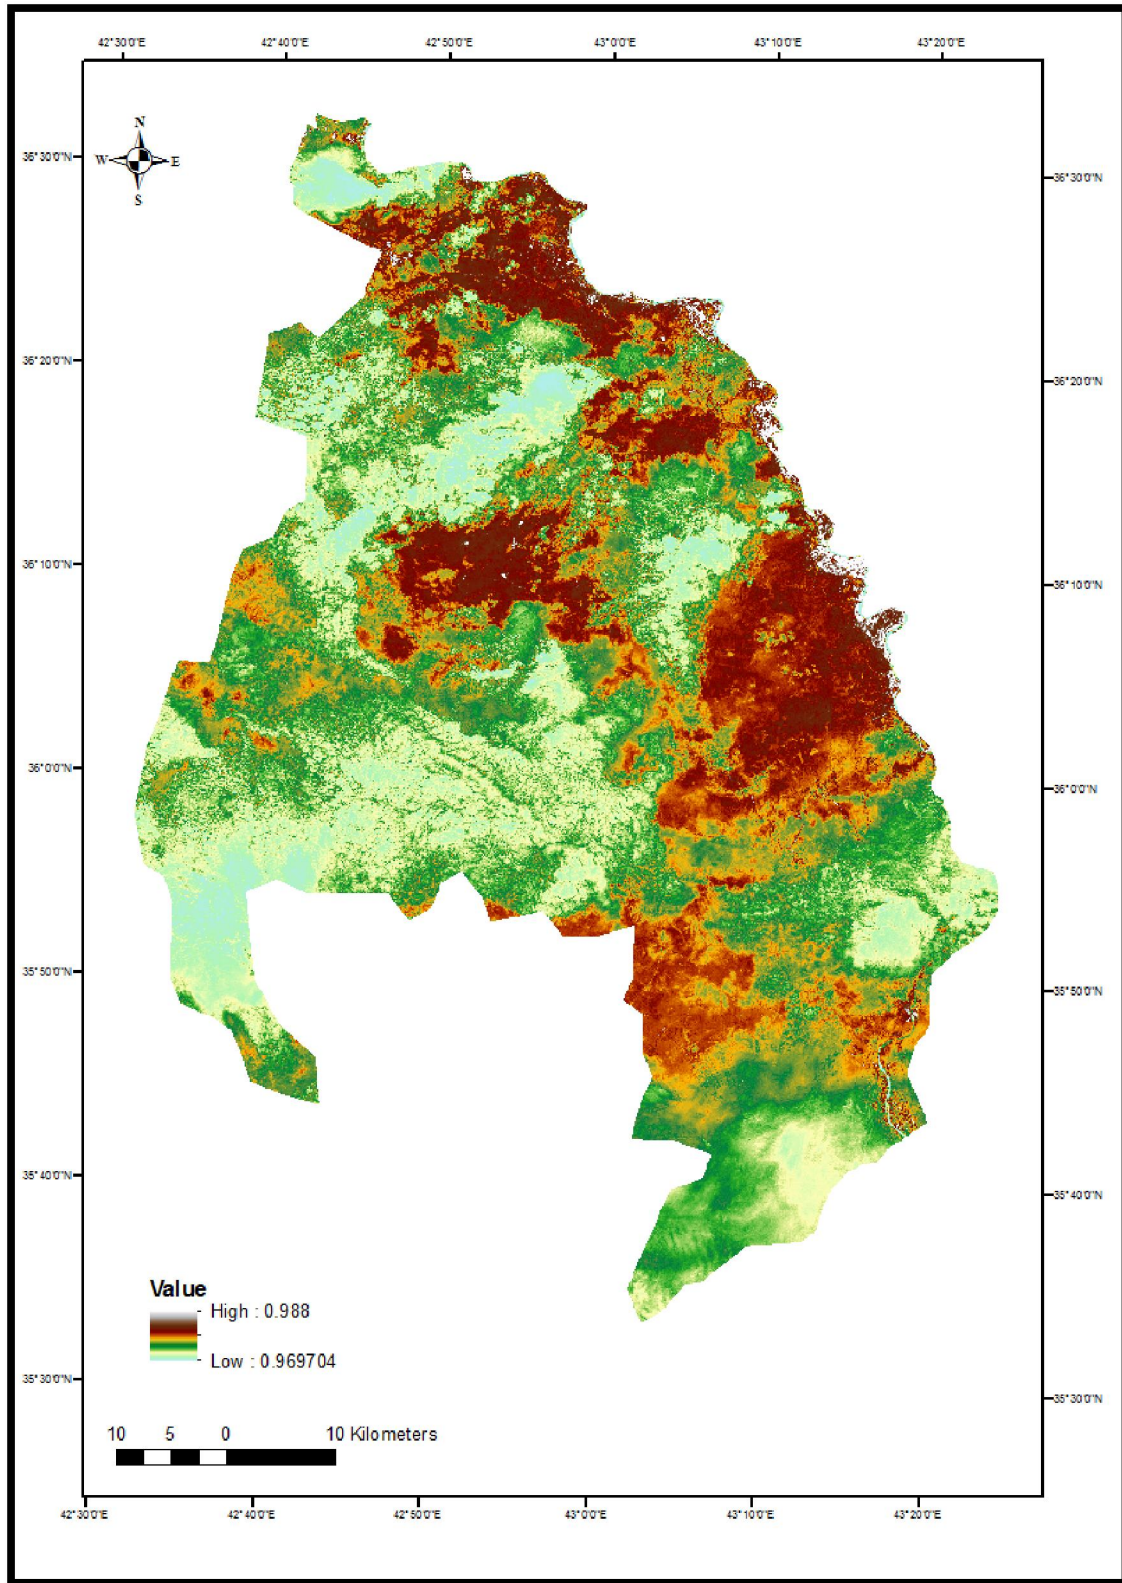 42°30'0"E 42°40'0"E 42°50'0"E 43°0'0"E 43°10'0"E 43°20'0"E
N
W E
S
36°30'0"N 36°30'0"N
36°20'0"N 36°20'0"N
36°10'0"N 36°10'0"N
36°0'0"N 36°0'0"N
35°50'0"N 35°50'0"N
35°40'0"N 35°40'0"N
Value
High : 0.988
Low : 0.969704
35°30'0"N 35°30'0"N
10 5 0 10 Kilometers
42°30'0"E 42°40'0"E 42°50'0"E 43°0'0"E 43°10'0"E 43°20'0"E